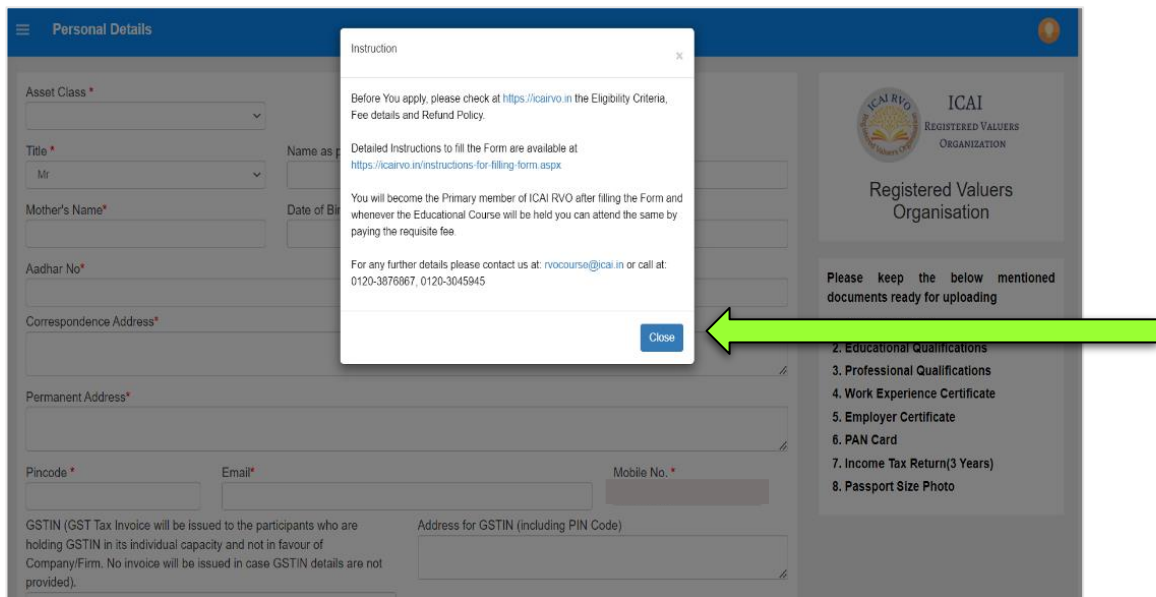 Personal Details
Instruction
x
Before You apply, please check at https://icairvo.in the Eligibility Criteria,
Fee details and Refund Policy.
Detailed Instructions to fill the Form are available at
https://icairvo.in/instructions-for-filling-form.aspx
You will become the Primary member of ICAI RVO after filling the Form and
whenever the Educational Course will be held you can attend the same by
paying the requisite fee.
For any further details please contact us at: rvocourse@icai.in or call at:
0120-3876867, 0120-3045945
Close
Asset Class *
Title *
Name as p
Mr
Mother's Name*
Date of Bir
Aadhar No*
Correspondence Address*
Permanent Address*
Pincode *
Email*
Mobile No. *
GSTIN (GST Tax Invoice will be issued to the participants who are
holding GSTIN in its individual capacity and not in favour of
Company/Firm. No invoice will be issued in case GSTIN details are not
provided).
Address for GSTIN (including PIN Code)
ICAI RVO
ICAI
Registered Valuers
Organization
Registered Valuers
Organisation
Please keep the below mentioned
documents ready for uploading
2. Educational Qualifications
3. Professional Qualifications
4. Work Experience Certificate
5. Employer Certificate
6. PAN Card
7. Income Tax Return(3 Years)
8. Passport Size Photo